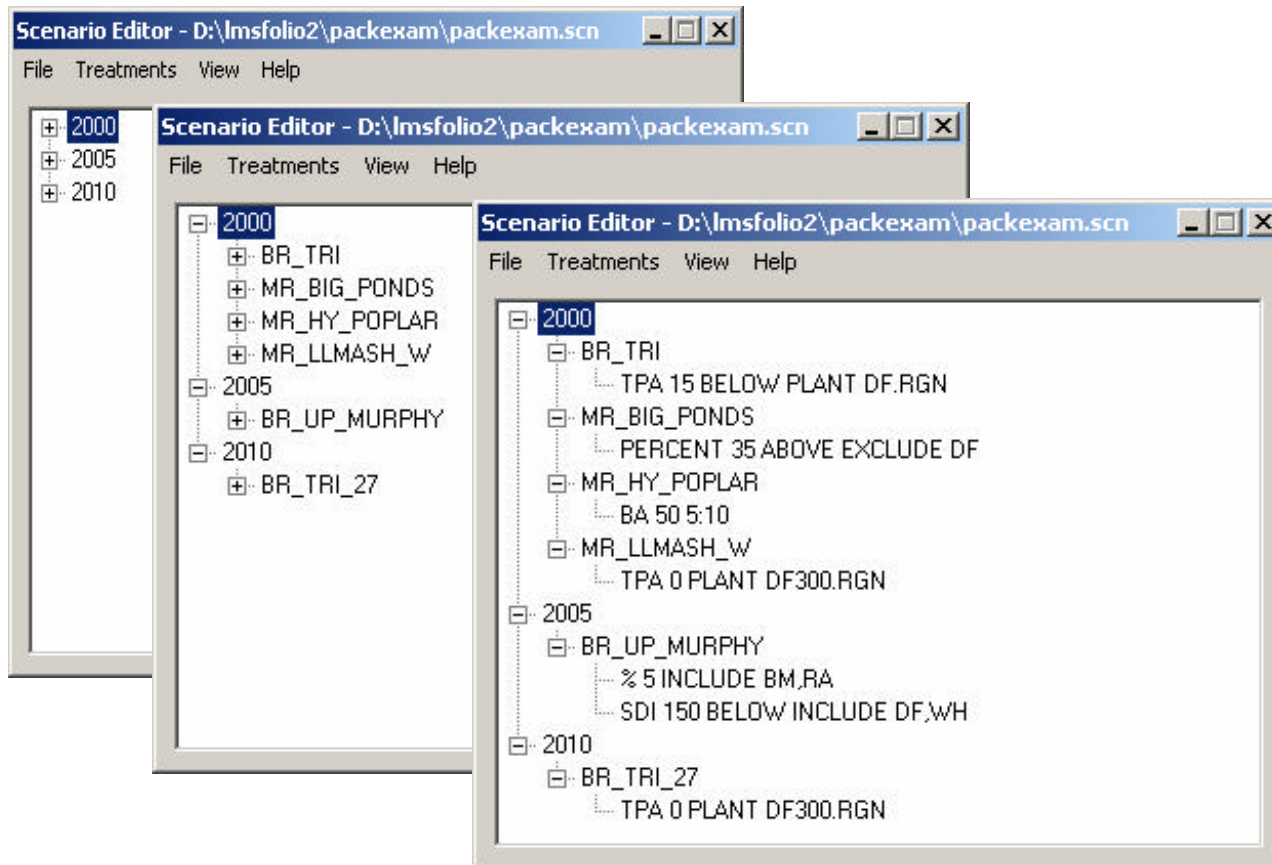 Scenario Editor - D:\lmsfolio2\packexam\packexam.scn
File Treatments View Help
2000
2005
2010
Scenario Editor - D:\lmsfolio2\packexam\packexam.scn
File Treatments View Help
2000
BR_TRI
MR_BIG_PONDS
MR_HY_POPLAR
MR_LLMASH_W
2005
BR_UP_MURPHY
2010
BR_TRI_27
Scenario Editor - D:\lmsfolio2\packexam\packexam.scn
File Treatments View Help
2000
BR_TRI
TPA 15 BELOW PLANT DF.RGN
MR_BIG_PONDS
PERCENT 35 ABOVE EXCLUDE DF
MR_HY_POPLAR
BA 50 5:10
MR_LLMASH_W
TPA 0 PLANT DF300.RGN
2005
BR_UP_MURPHY
% 5 INCLUDE BM,RA
SDI 150 BELOW INCLUDE DF,WH
2010
BR_TRI_27
TPA 0 PLANT DF300.RGN